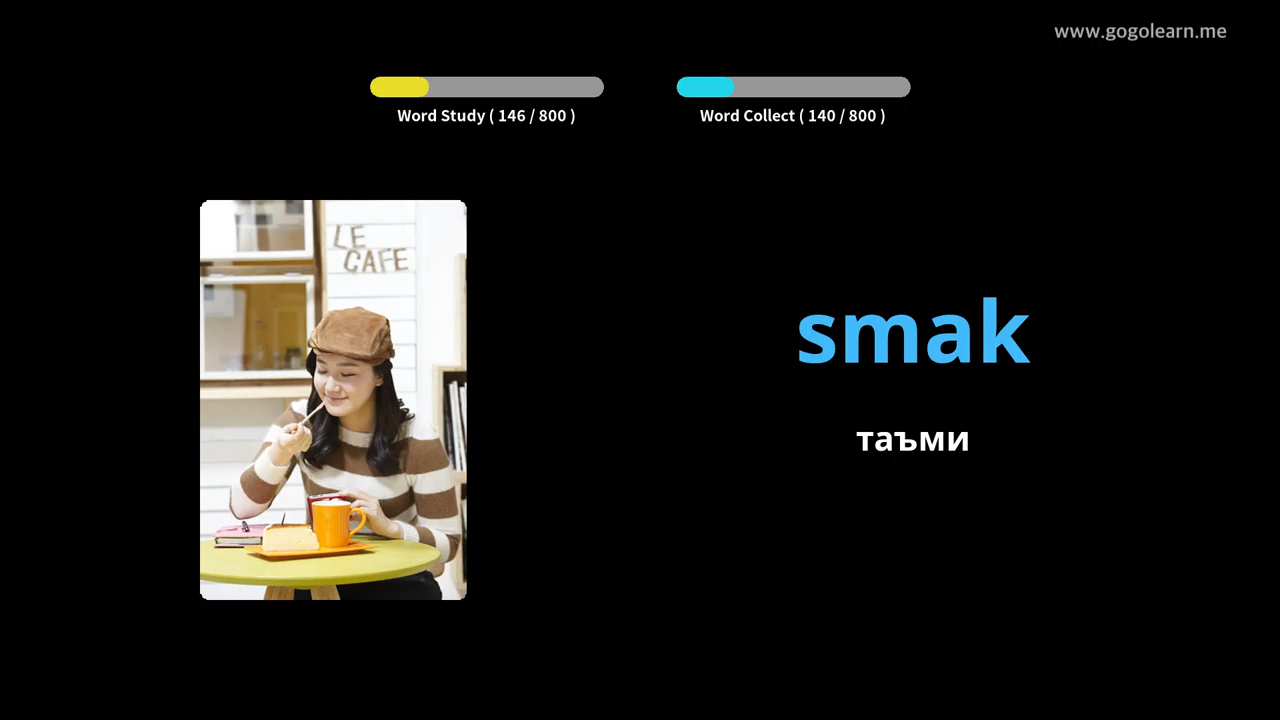 www.gogolearn.me
Word Study ( 146 / 800 )
Word Collect ( 140 / 800 )
LE
CAFE
smak
таъми